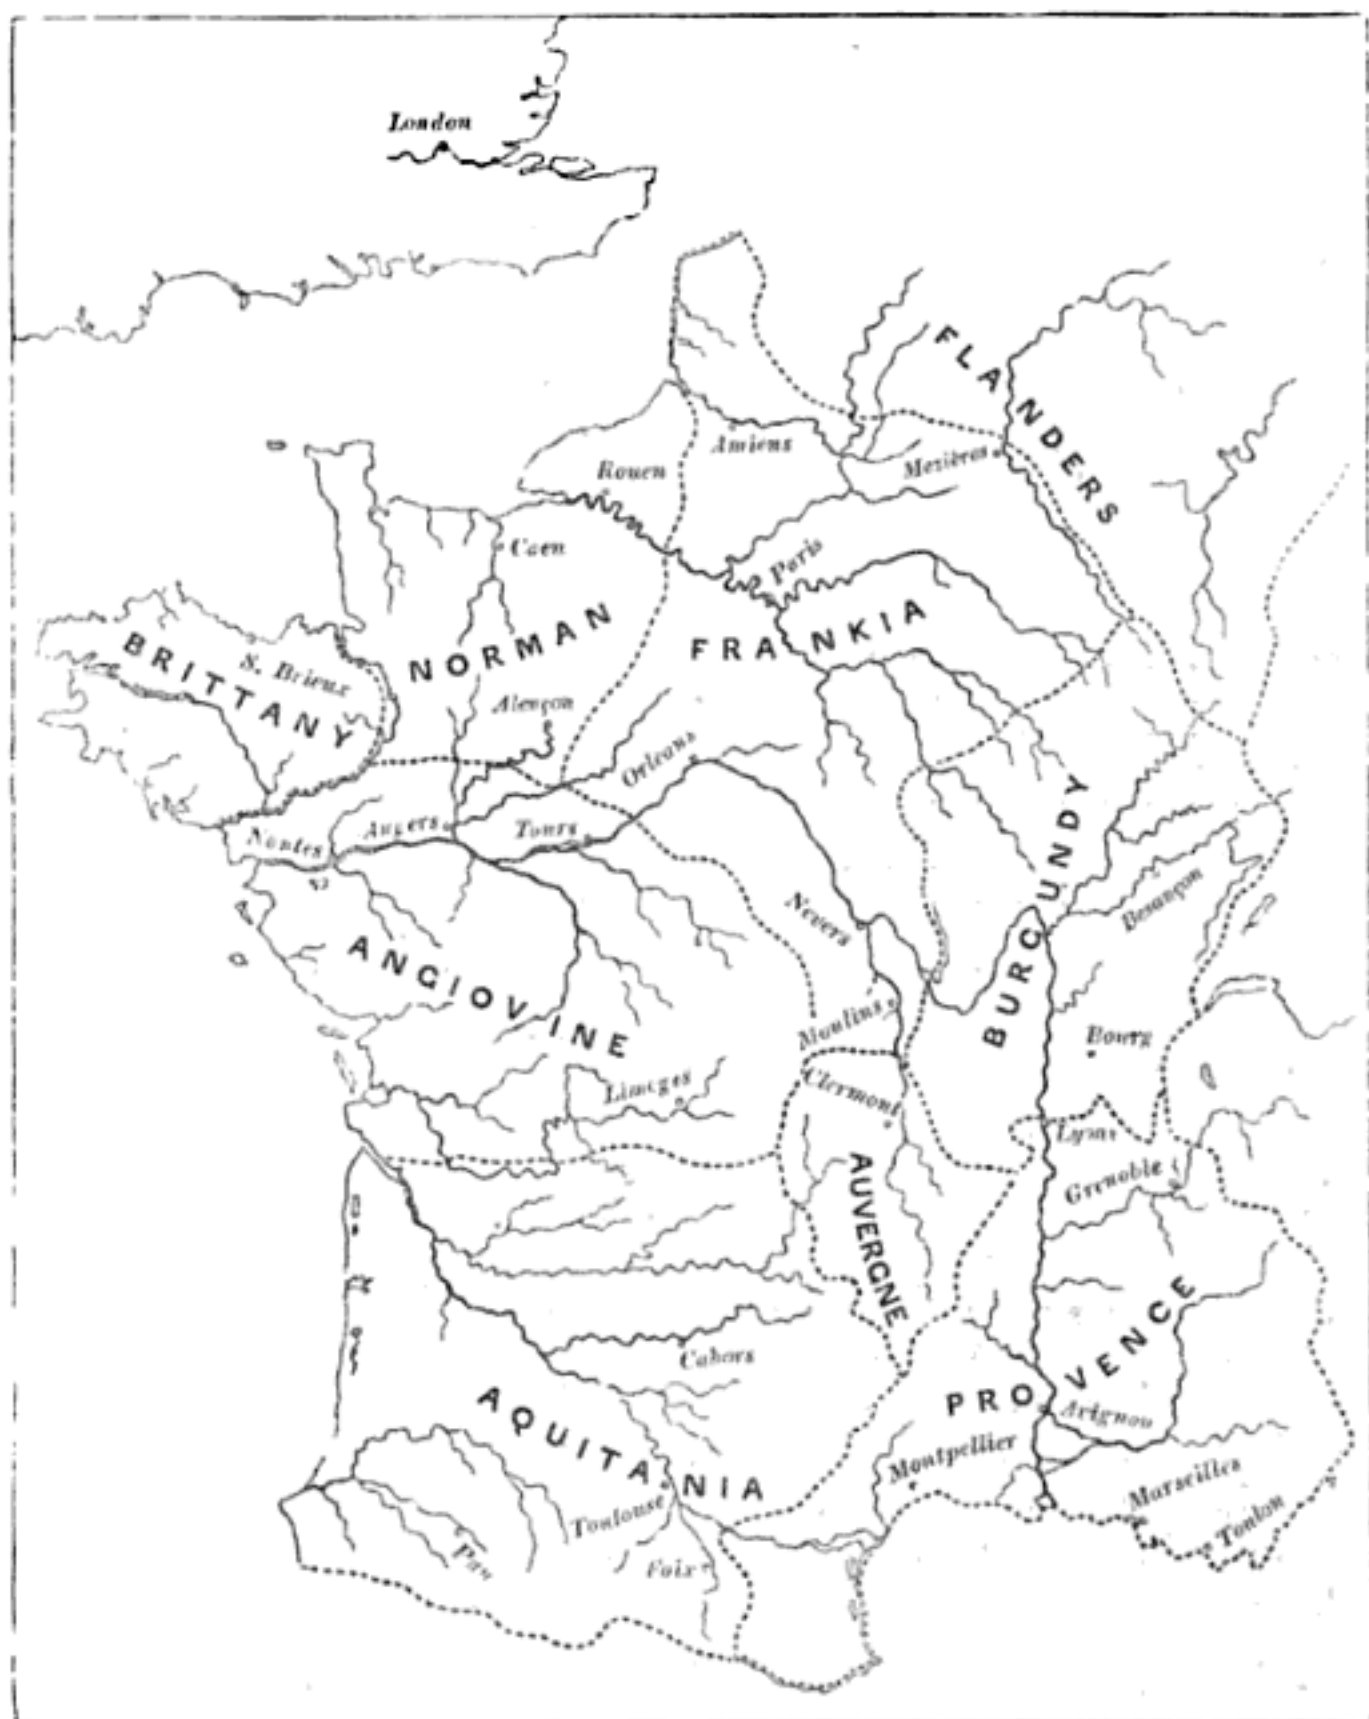 London
FLANDERS
Amiens
Mezières
Rouen
Caen
Paris
NORMAN
FRANKIA
BRITTANY
S. Brieux
Alençon
Orleans
Nantes
Angers
Tours
BURGUNDY
Besançon
Nevers
ANGIOVINE
Moulins
Bourg
Limoges
Clermont
Lyons
Grenoble
AUVERGNE
PROVENCE
Cahors
Avignon
AQUITANIA
Montpellier
Marseilles
Toulouse
Toulon
Pau
Foix